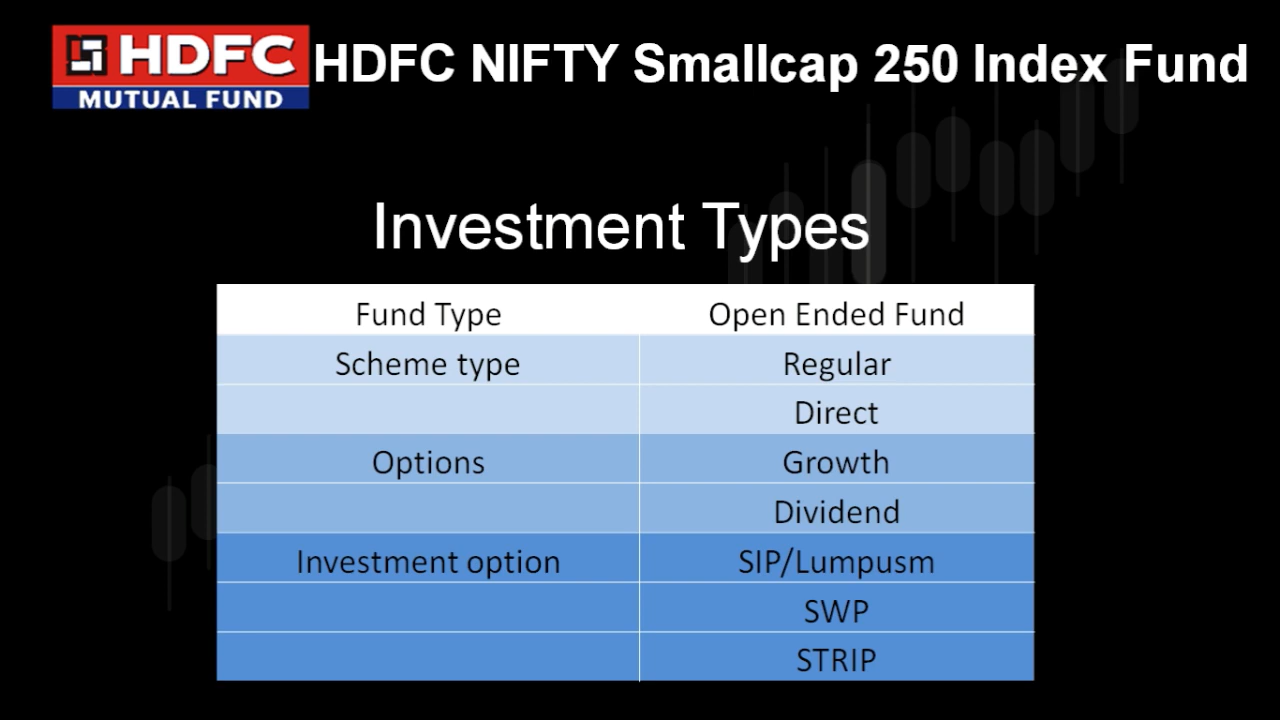 HDFC
MUTUAL FUND
HDFC NIFTY Smallcap 250 Index Fund
Investment Types
Fund Type Open Ended Fund
Scheme type Regular
Direct
Options Growth
Dividend
Investment option SIP/Lumpusm
SWP
STRIP